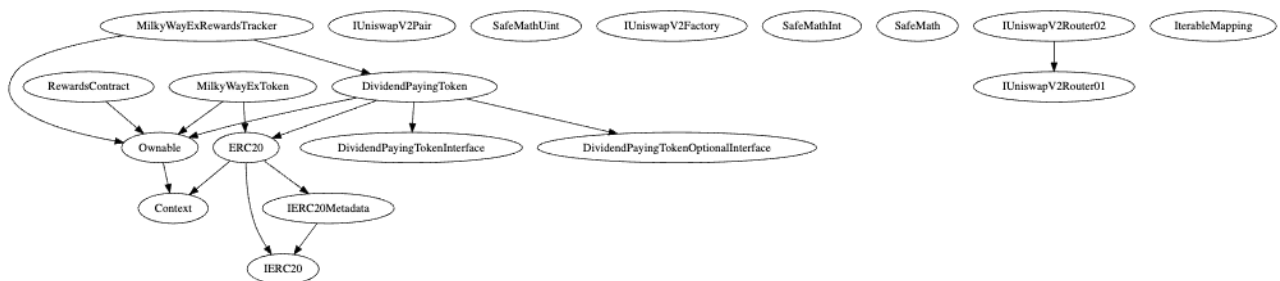 MilkyWayExRewardsTracker IUniswapV2Pair SafeMathUint IUniswapV2Factory SafeMathInt SafeMath IUniswapV2Router02 IterableMapping
RewardsContract MilkyWayExToken DividendPayingToken IUniswapV2Router01
Ownable ERC20 DividendPayingTokenInterface DividendPayingTokenOptionalInterface
Context IERC20Metadata
IERC20